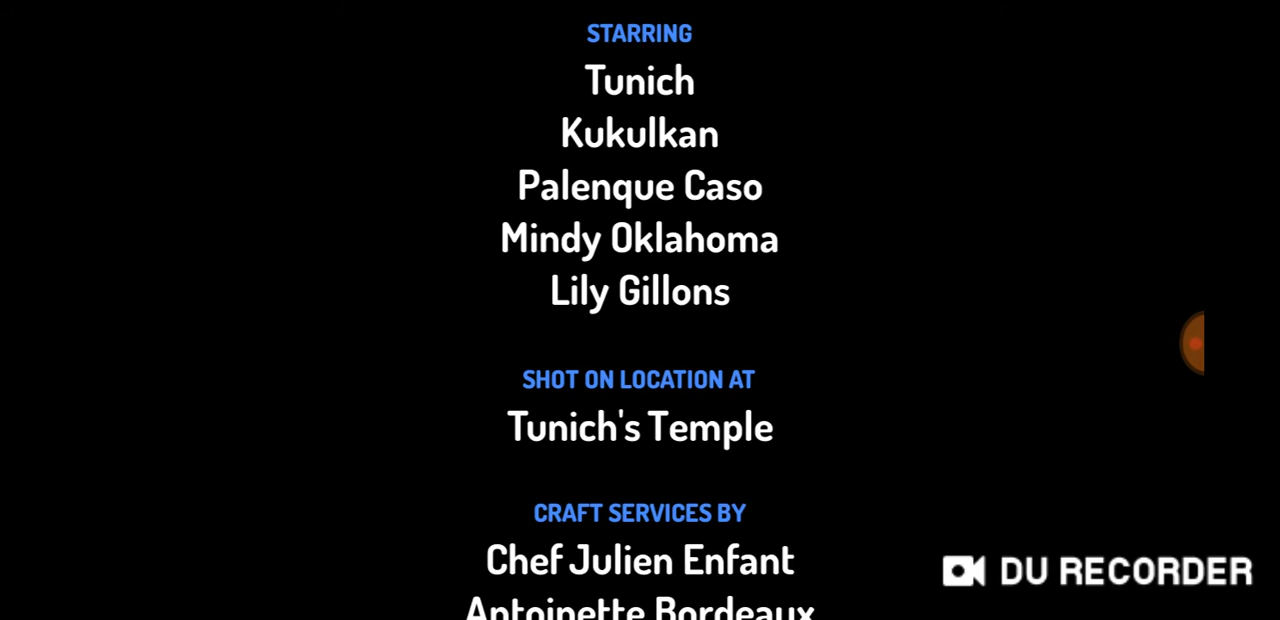 STARRING
Tunich
Kukulkan
Palenque Caso
Mindy Oklahoma
Lily Gillons
SHOT ON LOCATION AT
Tunich's Temple
CRAFT SERVICES BY
Chef Julien Enfant
Antoinette Bordeaux
DU RECORDER